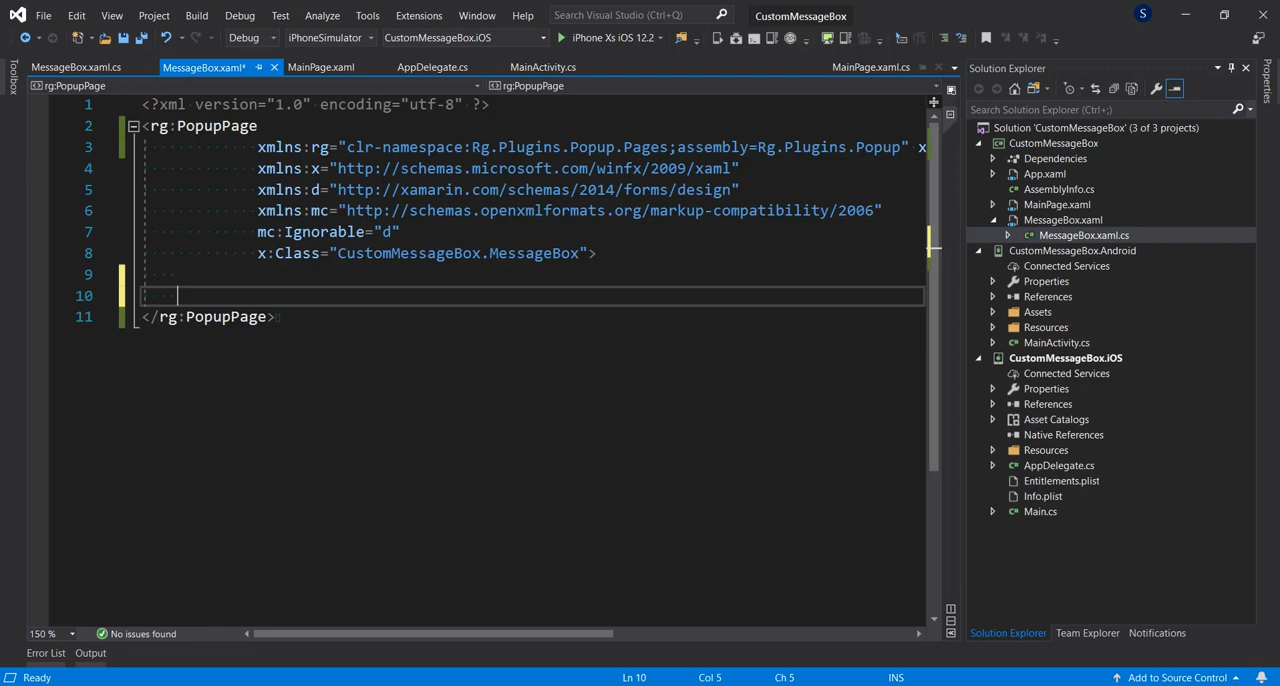 File Edit View Project Build Debug Test Analyze Tools Extensions Window Help Search Visual Studio (Ctrl+Q) CustomMessageBox S
Debug iPhoneSimulator CustomMessageBox.iOS iPhone Xs iOS 12.2
Toolbox
MessageBox.xaml.cs MessageBox.xaml* MainPage.xaml AppDelegate.cs MainActivity.cs MainPage.xaml.cs
rg:PopupPage rg:PopupPage
1 <?xml version="1.0" encoding="utf-8" ?>
2 <rg:PopupPage
3 xmlns:rg="clr-namespace:Rg.Plugins.Popup.Pages;assembly=Rg.Plugins.Popup" x
4 xmlns:x="http://schemas.microsoft.com/winfx/2009/xaml"
5 xmlns:d="http://xamarin.com/schemas/2014/forms/design"
6 xmlns:mc="http://schemas.openxmlformats.org/markup-compatibility/2006"
7 mc:Ignorable="d"
8 x:Class="CustomMessageBox.MessageBox">
9
10
11 </rg:PopupPage>
150 % No issues found
Error List Output
Ready Ln 10 Col 5 Ch 5 INS Add to Source Control
Solution Explorer
Search Solution Explorer (Ctrl+;)
Solution 'CustomMessageBox' (3 of 3 projects)
CustomMessageBox
Dependencies
App.xaml
AssemblyInfo.cs
MainPage.xaml
MessageBox.xaml
MessageBox.xaml.cs
CustomMessageBox.Android
Connected Services
Properties
References
Assets
Resources
MainActivity.cs
CustomMessageBox.iOS
Connected Services
Properties
References
Asset Catalogs
Native References
Resources
AppDelegate.cs
Entitlements.plist
Info.plist
Main.cs
Solution Explorer Team Explorer Notifications
Properties